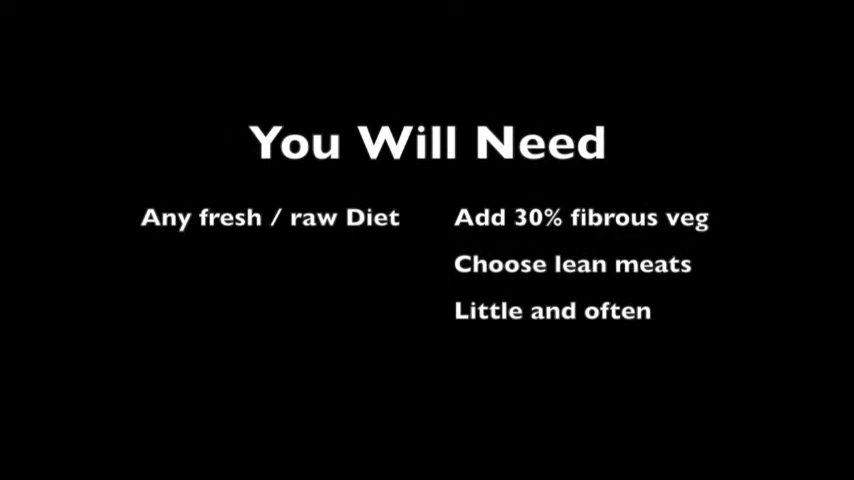 You Will Need
Any fresh / raw Diet
Add 30% fibrous veg
Choose lean meats
Little and often